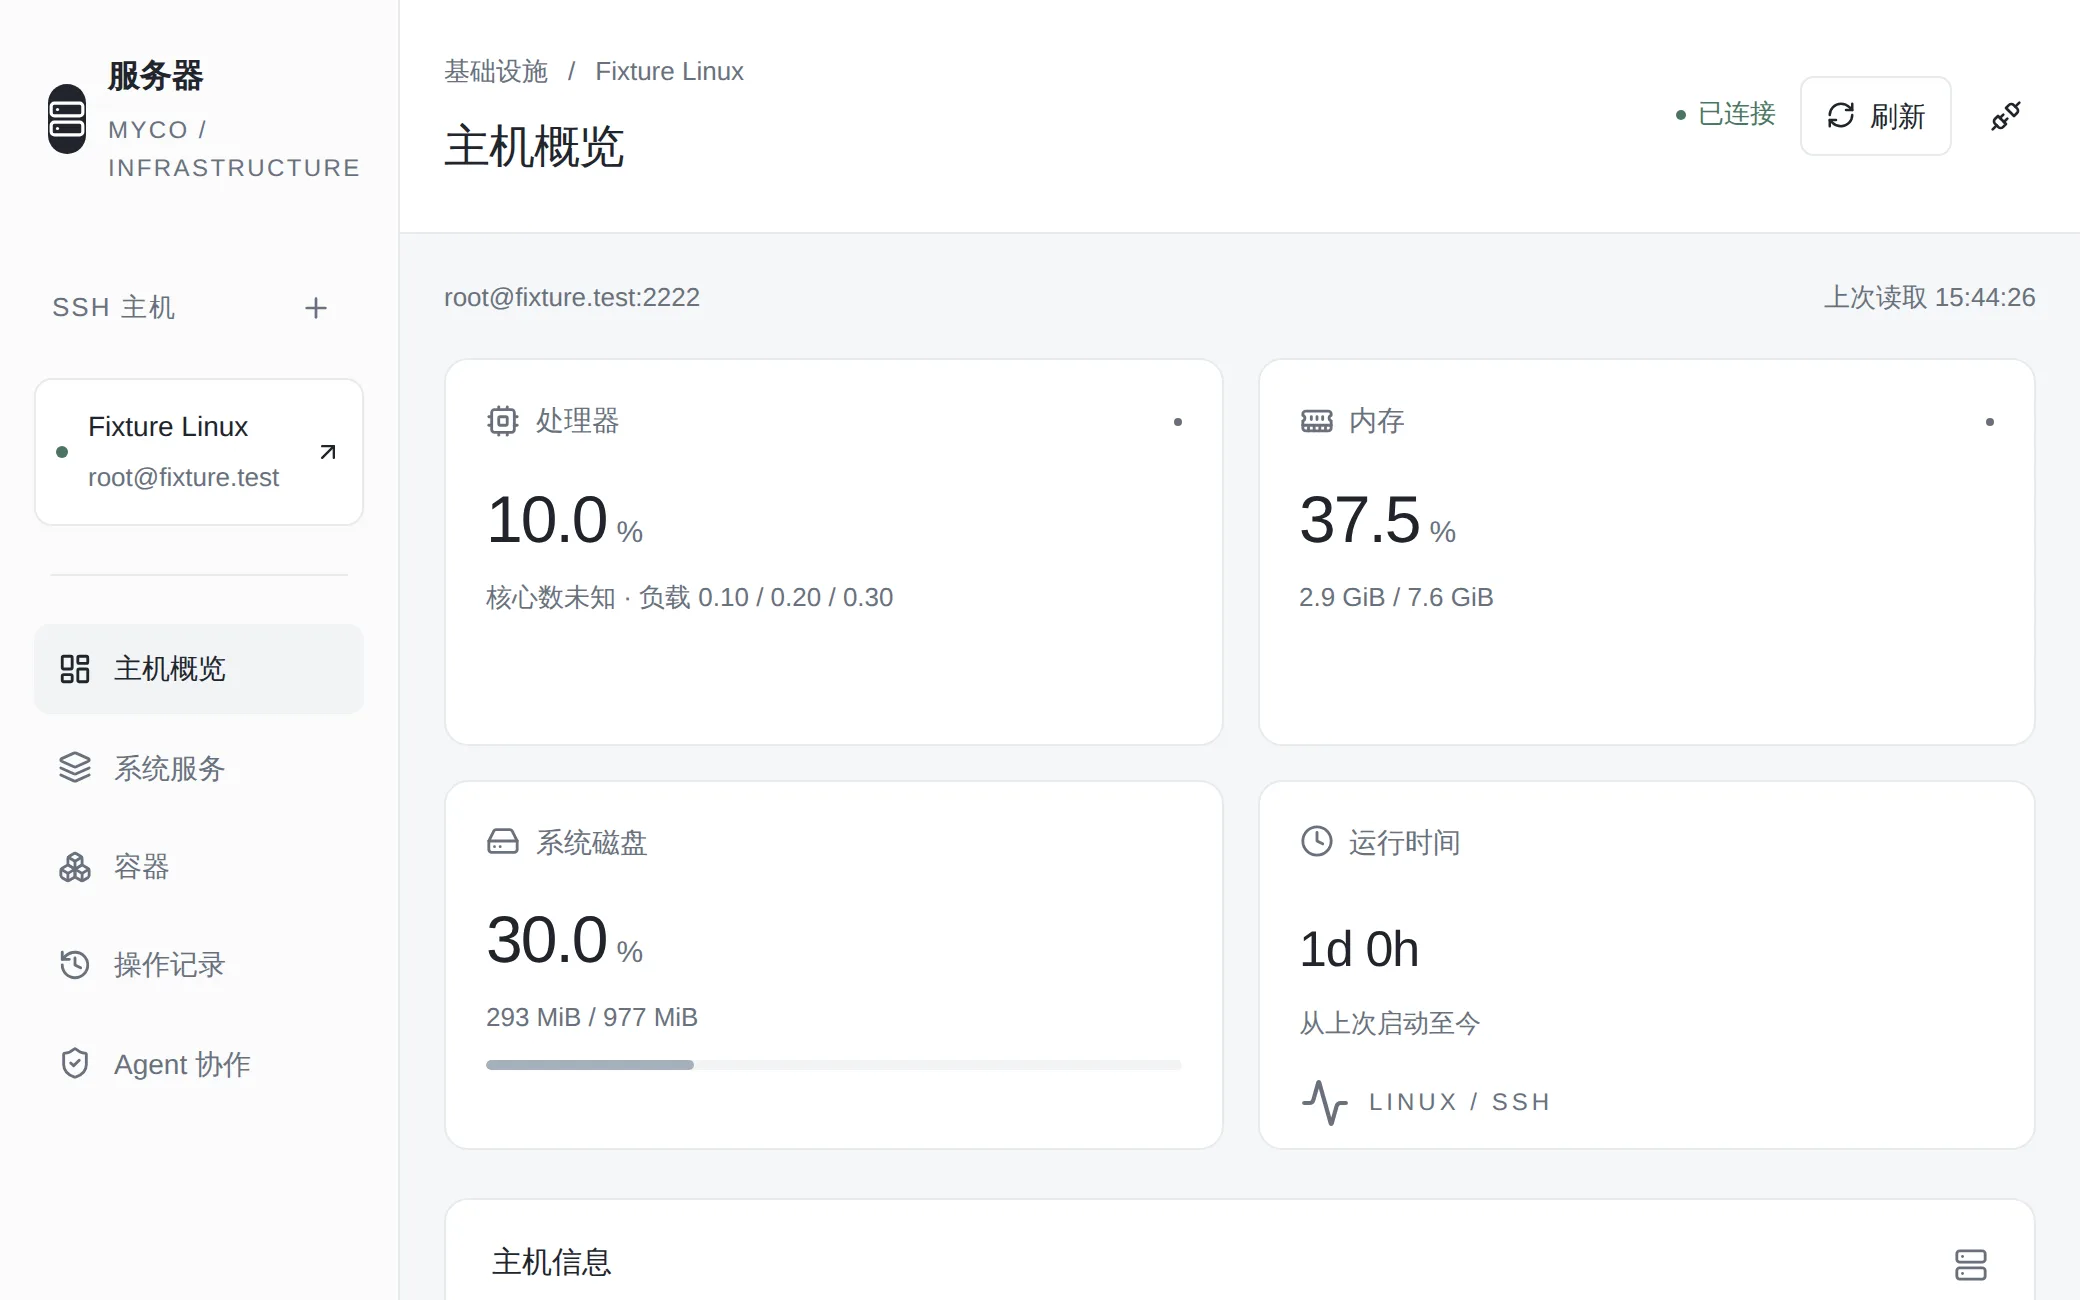 服务器
MYCO /
INFRASTRUCTURE
SSH 主机
Fixture Linux
root@fixture.test
主机概览
系统服务
容器
操作记录
Agent 协作
基础设施 / Fixture Linux
主机概览
已连接
刷新
root@fixture.test:2222
上次读取 15:44:26
处理器
10.0 %
核心数未知 · 负载 0.10 / 0.20 / 0.30
内存
37.5 %
2.9 GiB / 7.6 GiB
系统磁盘
30.0 %
293 MiB / 977 MiB
运行时间
1d 0h
从上次启动至今
LINUX / SSH
主机信息